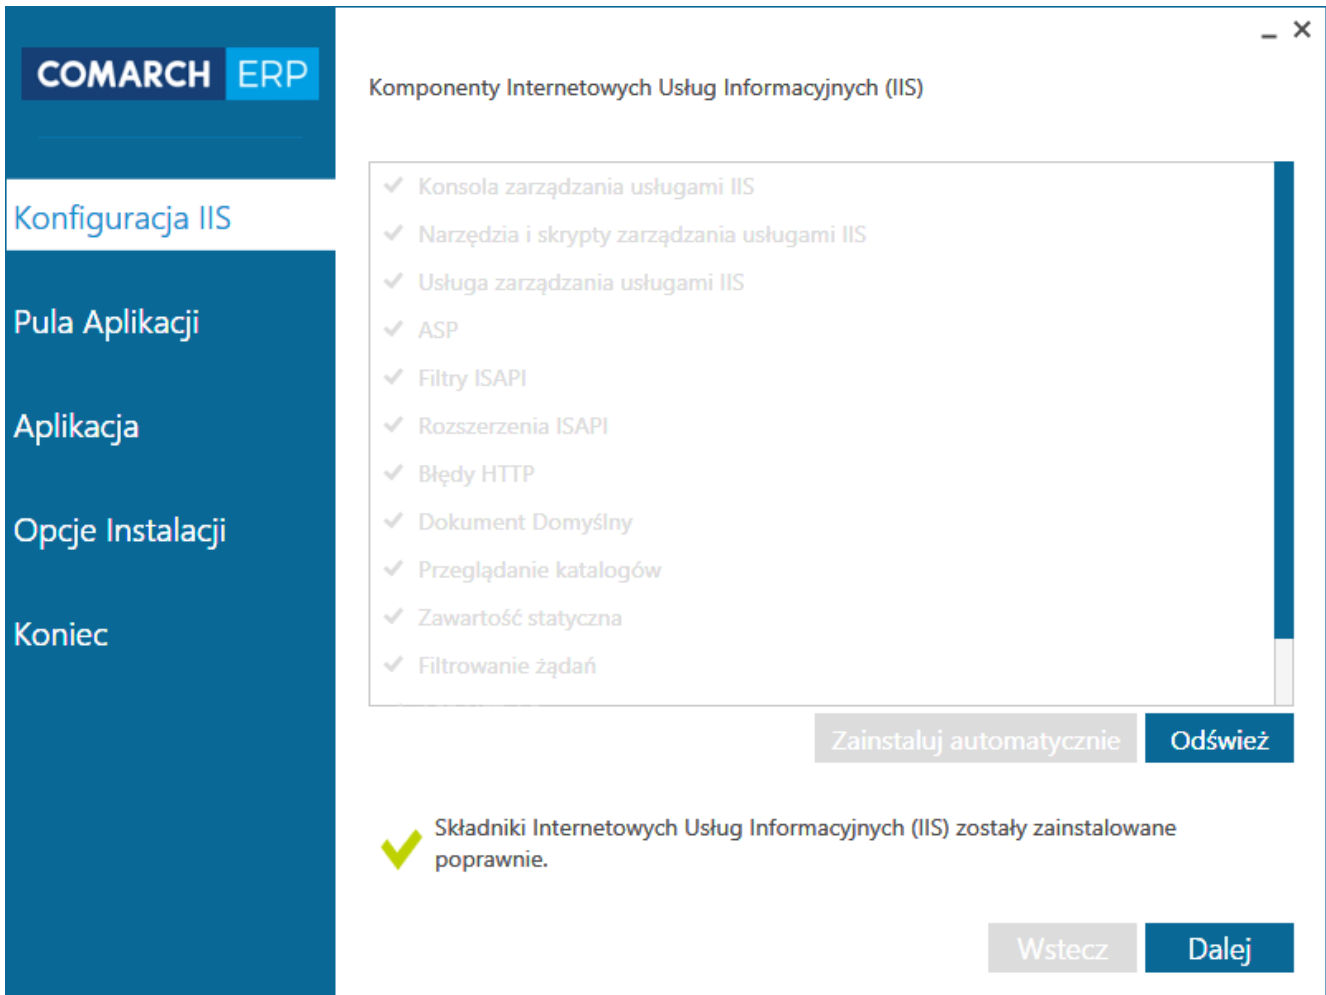 COMARCH ERP
Komponenty Internetowych Usług Informacyjnych (IIS)
Konfiguracja IIS
Pula Aplikacji
Aplikacja
Opcje Instalacji
Koniec
Konsola zarządzania usługami IIS
Narzędzia i skrypty zarządzania usługami IIS
Usługa zarządzania usługami IIS
ASP
Filtry ISAPI
Rozszerzenia ISAPI
Błędy HTTP
Dokument Domyślny
Przeglądanie katalogów
Zawartość statyczna
Filtrowanie żądań
Zainstaluj automatycznie
Odśwież
Składniki Internetowych Usług Informacyjnych (IIS) zostały zainstalowane
poprawnie.
Wstecz
Dalej